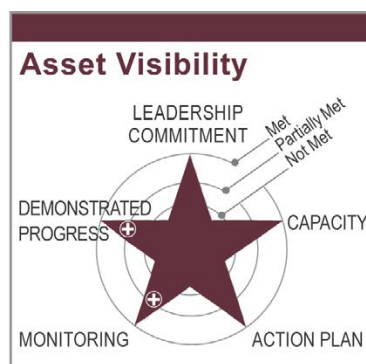 Asset Visibility
LEADERSHIP
COMMITMENT
Met
Partially Met
Not Met
DEMONSTRATED
PROGRESS
CAPACITY
MONITORING
ACTION PLAN